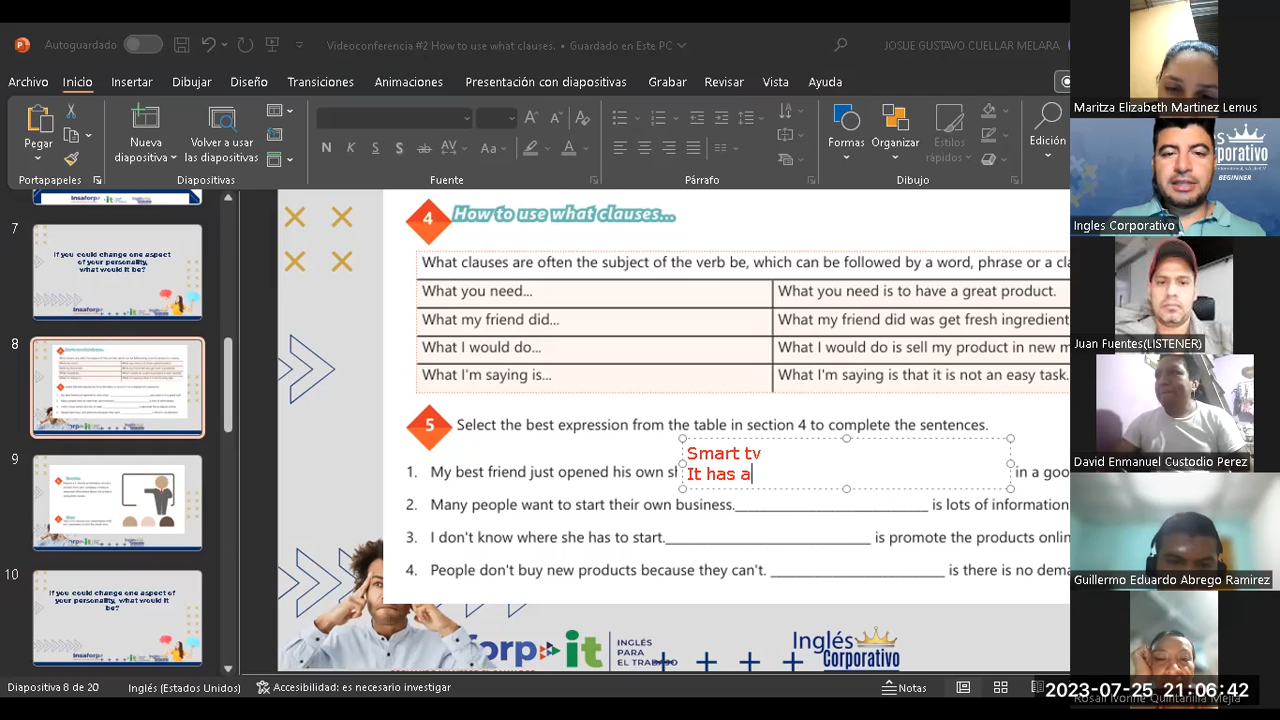 Autoguardado
Videoconferencia #2 How to use what clauses. • Guardado en Este PC
JOSUE GUSTAVO CUELLAR MELARA
Archivo Inicio Insertar Dibujar Diseño Transiciones Animaciones Presentación con diapositivas Grabar Revisar Vista Ayuda
Pegar
Nueva diapositiva
Volver a usar las diapositivas
N K S S ab AV Aa A
Formas
Organizar
Estilos rápidos
Edición
Portapapeles
Diapositivas
Fuente
Párrafo
Dibujo
7
If you could change one aspect
of your personality,
what would it be?
8
9
10
If you could change one aspect of
your personality, what would it
be?
4 How to use what clauses...
What clauses are often the subject of the verb be, which can be followed by a word, phrase or a cla
What you need... What you need is to have a great product.
What my friend did... What my friend did was get fresh ingredient
What I would do... What I would do is sell my product in new m
What I'm saying is... What I'm saying is that it is not an easy task.
5 Select the best expression from the table in section 4 to complete the sentences.
Smart tv
It has a
1. My best friend just opened his own sh in a goo
2. Many people want to start their own business.____________________ is lots of information
3. I don't know where she has to start.____________________ is promote the products onlin
4. People don't buy new products because they can't. ____________________ is there is no dema
forp it
INGLÉS
PARA
EL TRABAJO
Inglés
Corporativo
Diapositiva 8 de 20
Inglés (Estados Unidos)
Accesibilidad: es necesario investigar
Notas
Maritza Elizabeth Martinez Lemus
s
rporativo
BEGINNER
Ingles Corporativo
Juan Fuentes(LISTENER)
David Enmanuel Custodio Perez
Guillermo Eduardo Abrego Ramirez
2023-07-25 21:06:42